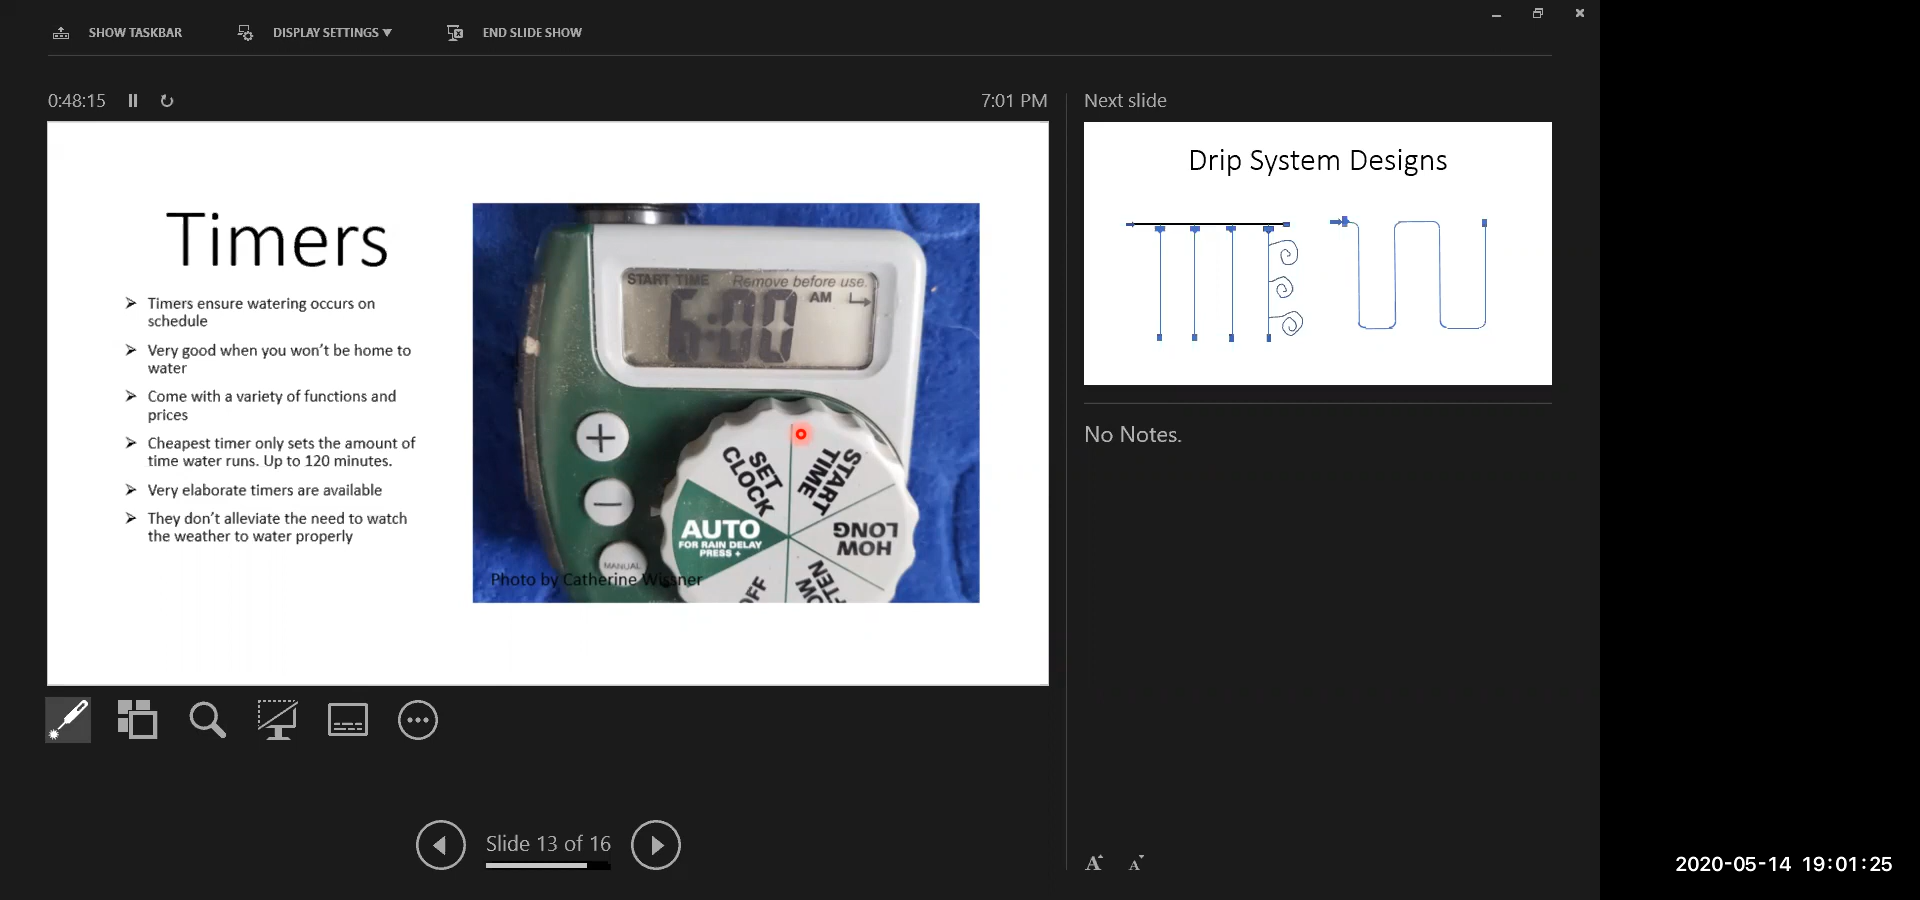 SHOW TASKBAR
DISPLAY SETTINGS ▼
END SLIDE SHOW
0:48:15
7:01 PM
Next slide
Timers
➢ Timers ensure watering occurs on
schedule
➢ Very good when you won't be home to
water
➢ Come with a variety of functions and
prices
➢ Cheapest timer only sets the amount of
time water runs. Up to 120 minutes.
➢ Very elaborate timers are available
➢ They don't alleviate the need to watch
the weather to water properly
START TIME
Remove before use.
6:00 AM
SET
CLOCK
START
TIME
HOW
LONG
AUTO
FOR RAIN DELAY
PRESS +
MANUAL
Photo by Catherine Wissner
Drip System Designs
No Notes.
Slide 13 of 16
A A
2020-05-14 19:01:25